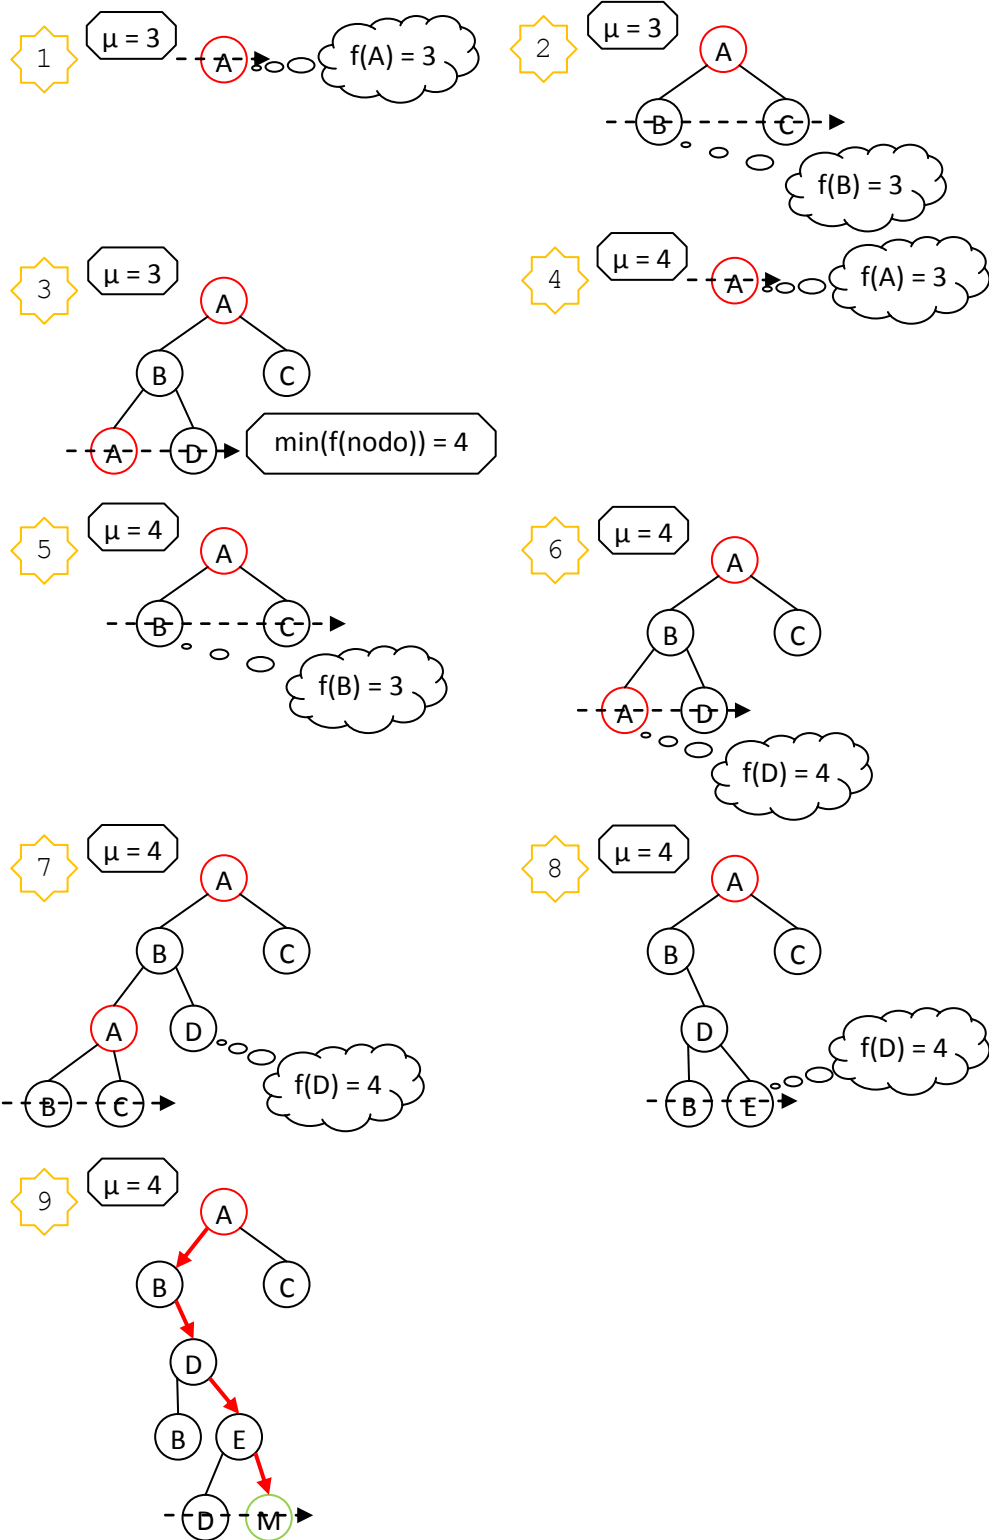 1
μ = 3
A
f(A) = 3
2
μ = 3
A
B
C
f(B) = 3
3
μ = 3
A
B
C
A
D
min(f(nodo)) = 4
4
μ = 4
A
f(A) = 3
5
μ = 4
A
B
C
f(B) = 3
6
μ = 4
A
B
C
A
D
f(D) = 4
7
μ = 4
A
B
C
A
D
B
C
f(D) = 4
8
μ = 4
A
B
C
D
B
E
f(D) = 4
9
μ = 4
A
B
C
D
B
E
D
M